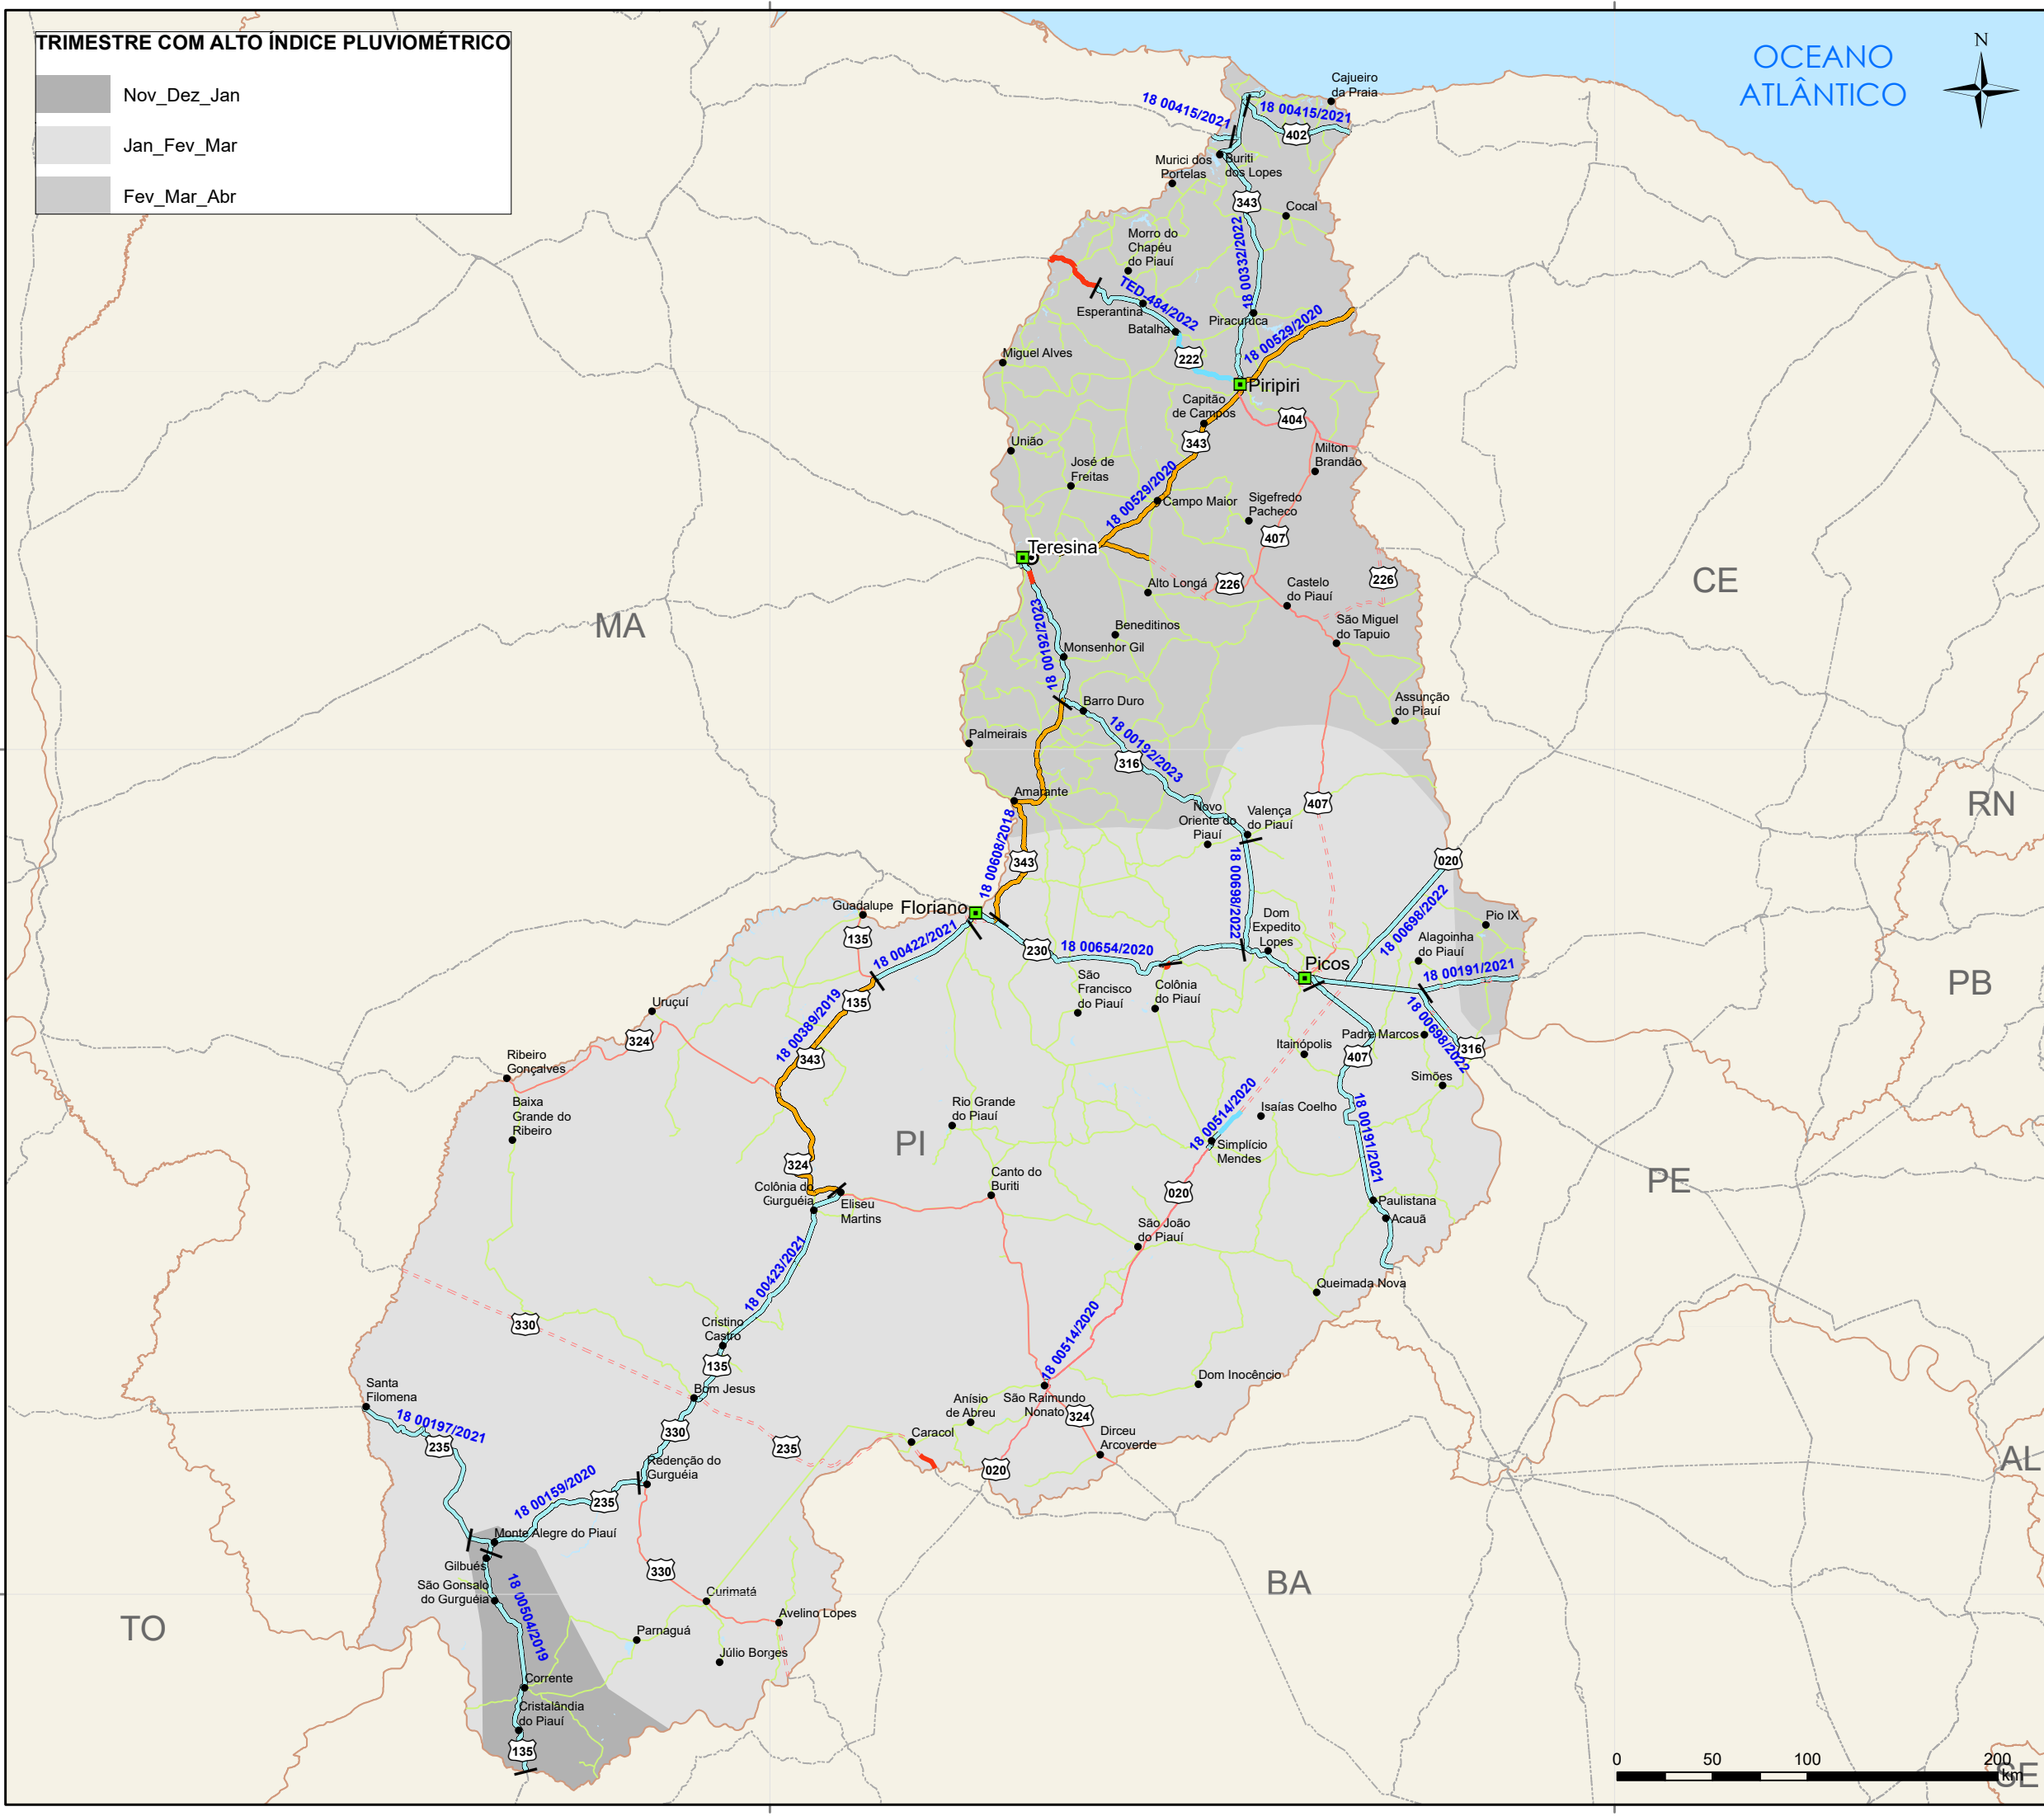 TRIMESTRE COM ALTO ÍNDICE PLUVIOMÉTRICO
Nov_Dez_Jan
Jan_Fev_Mar
Fev_Mar_Abr
OCEANO
ATLÂNTICO
N
Cajueiro
da Praia
18 00415/2021
18 00415/2021
402
Buriti
dos Lopes
Murici dos
Portelas
343
Cocal
Morro do
Chapéu
do Piauí
18 00332/2022
TED-484/2022
Esperantina
Batalha
Piracuruca
18 00529/2020
222
Miguel Alves
Piripiri
Capitão
de Campos
404
343
União
Milton
Brandão
José de
Freitas
18 00529/2020
Campo Maior
Sigefredo
Pacheco
407
Teresina
226
226
Alto Longá
Castelo
do Piauí
CE
MA
18 00192/2023
Beneditinos
São Miguel
do Tapuio
Monsenhor Gil
Barro Duro
Assunção
do Piauí
Palmeirais
18 00192/2023
316
Amarante
407
RN
Novo
Oriente do
Piauí
Valença
do Piauí
18 00608/2018
343
020
18 00698/2022
18 00698/2022
Guadalupe
Floriano
135
18 00422/2021
230
18 00654/2020
Dom
Expedito
Lopes
Pio IX
Alagoinha
do Piauí
Picos
18 00191/2021
PB
São
Francisco
do Piauí
Colônia
do Piauí
Uruçuí
135
18 00389/2019
324
343
Padre Marcos
18 00698/2022
316
Itainópolis
407
Ribeiro
Gonçalves
Simões
Baixa
Grande do
Ribeiro
Rio Grande
do Piauí
18 00514/2020
Isaías Coelho
18 00191/2021
PI
Simplício
Mendes
324
PE
Colônia do
Gurguéia
Eliseu
Martins
Canto do
Buriti
020
Paulistana
Acauã
São João
do Piauí
18 00423/2021
Queimada Nova
330
Cristino
Castro
18 00514/2020
135
Santa
Filomena
Bom Jesus
Dom Inocêncio
São Raimundo
Nonato
Anísio
de Abreu
324
18 00197/2021
235
330
235
Caracol
Dirceu
Arcoverde
AL
Redenção do
Gurguéia
020
18 00159/2020
235
Monte Alegre do Piauí
Gilbués
330
São Gonsalo
do Gurguéia
18 00504/2019
Curimatá
BA
TO
Avelino Lopes
Parnaguá
Júlio Borges
Corrente
Cristalândia
do Piauí
135
0
50
100
200
km
SE